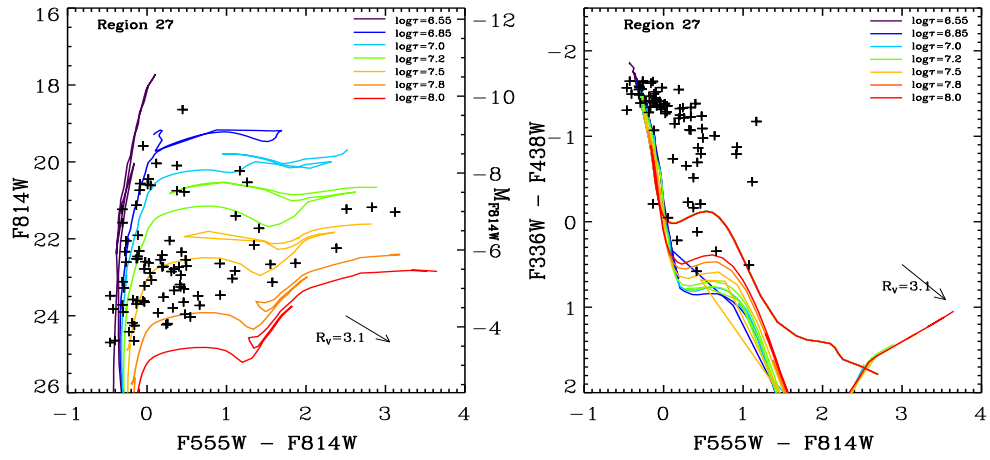 Region 27
logτ=6.55
logτ=6.85
logτ=7.0
logτ=7.2
logτ=7.5
logτ=7.8
logτ=8.0
16
18
20
22
24
26
F814W
−12
−10
−8
−6
−4
M_F814W
R_V=3.1
−1 0 1 2 3 4
F555W − F814W
Region 27
logτ=6.55
logτ=6.85
logτ=7.0
logτ=7.2
logτ=7.5
logτ=7.8
logτ=8.0
−2
−1
0
1
2
F336W − F438W
R_V=3.1
−1 0 1 2 3 4
F555W − F814W